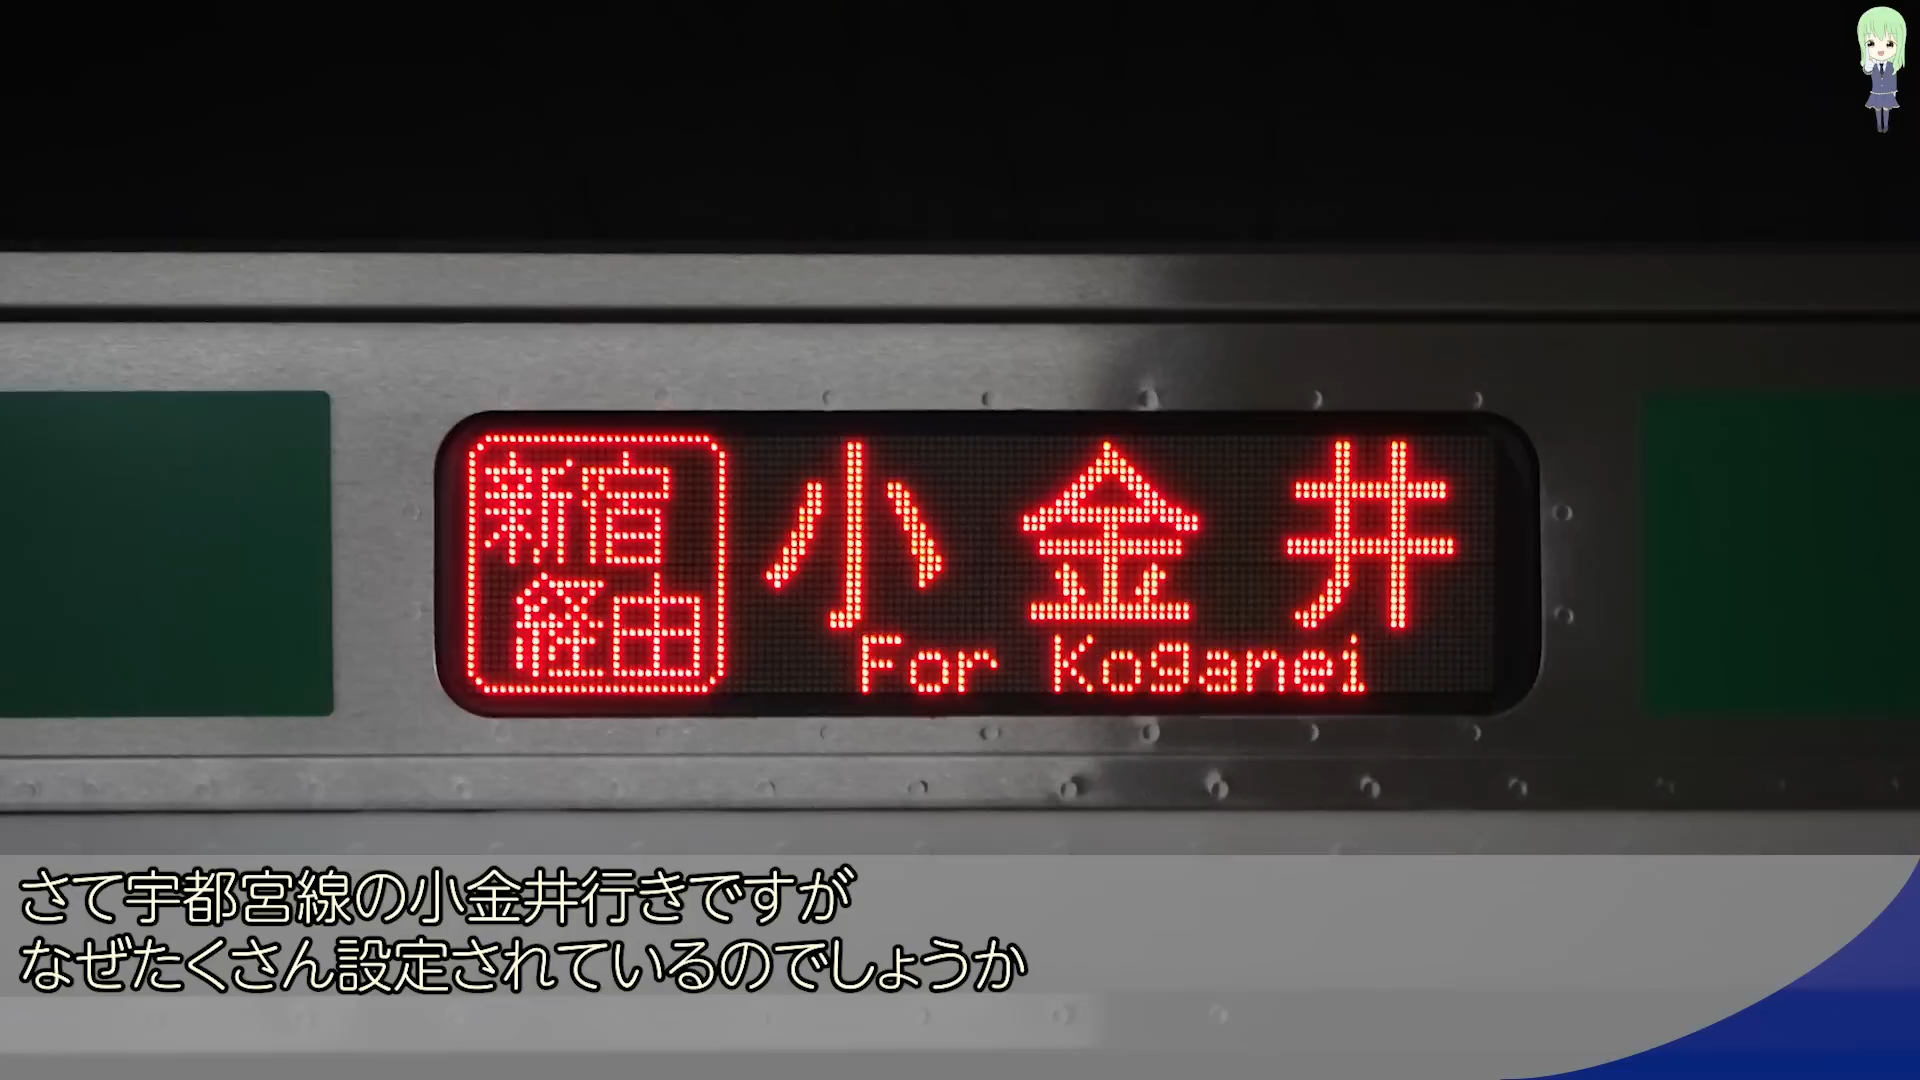 新宿
経由
小金井
For Koganei
さて宇都宮線の小金井行きですが
なぜたくさん設定されているのでしょうか